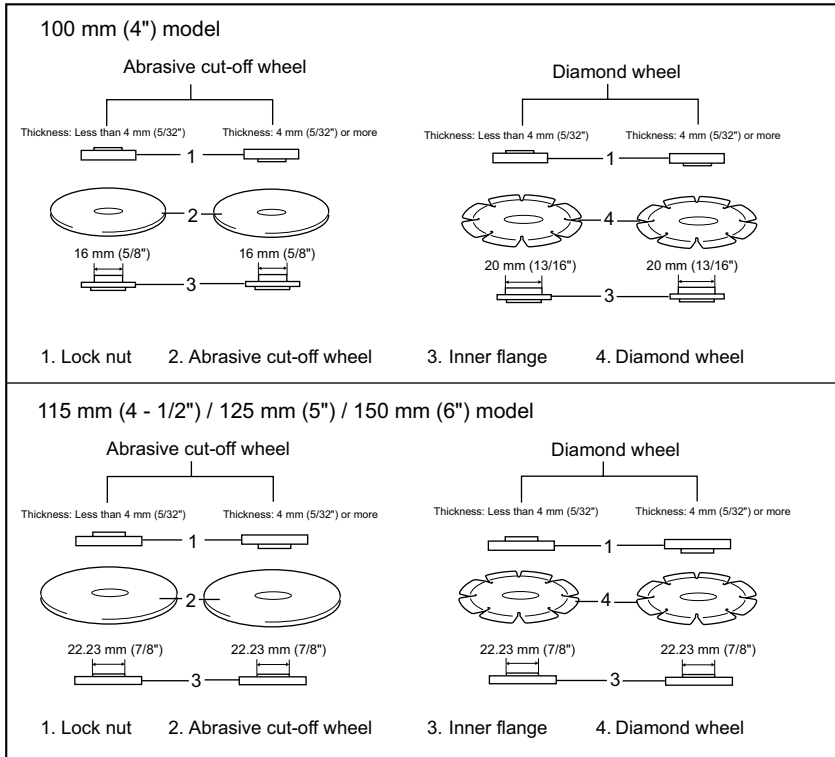 100 mm (4") model
Abrasive cut-off wheel
Diamond wheel
Thickness: Less than 4 mm (5/32")
Thickness: 4 mm (5/32") or more
Thickness: Less than 4 mm (5/32")
Thickness: 4 mm (5/32") or more
1
1
2
4
16 mm (5/8")
16 mm (5/8")
20 mm (13/16")
20 mm (13/16")
3
3
1. Lock nut 2. Abrasive cut-off wheel 3. Inner flange 4. Diamond wheel
115 mm (4 - 1/2") / 125 mm (5") / 150 mm (6") model
Abrasive cut-off wheel
Diamond wheel
Thickness: Less than 4 mm (5/32")
Thickness: 4 mm (5/32") or more
Thickness: Less than 4 mm (5/32")
Thickness: 4 mm (5/32") or more
1
1
2
4
22.23 mm (7/8")
22.23 mm (7/8")
22.23 mm (7/8")
22.23 mm (7/8")
3
3
1. Lock nut 2. Abrasive cut-off wheel 3. Inner flange 4. Diamond wheel